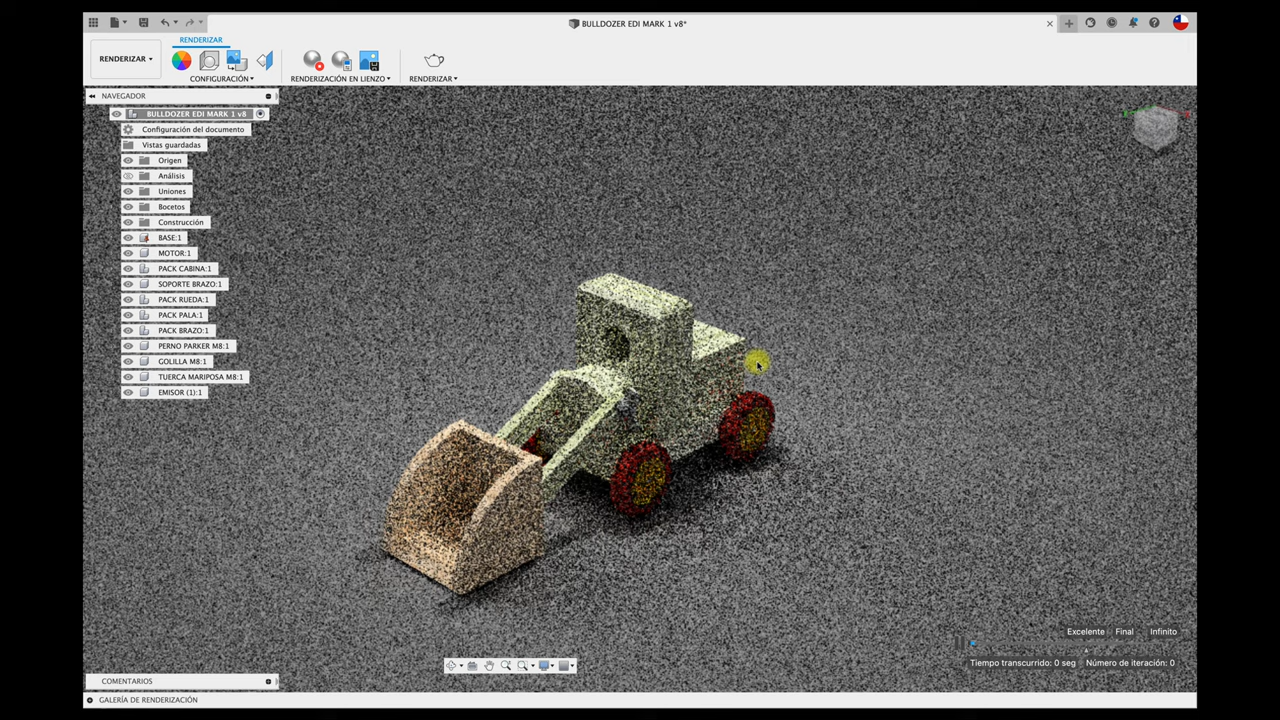 BULLDOZER EDI MARK 1 v8*
RENDERIZAR
RENDERIZAR
CONFIGURACIÓN
RENDERIZACIÓN EN LIENZO
RENDERIZAR
NAVEGADOR
BULLDOZER EDI MARK 1 v8
Configuración del documento
Vistas guardadas
Origen
Análisis
Uniones
Bocetos
Construcción
BASE:1
MOTOR:1
PACK CABINA:1
SOPORTE BRAZO:1
PACK RUEDA:1
PACK PALA:1
PACK BRAZO:1
PERNO PARKER M8:1
GOLILLA M8:1
TUERCA MARIPOSA M8:1
EMISOR (1):1
Excelente Final Infinito
Tiempo transcurrido: 0 seg Número de iteración: 0
COMENTARIOS
GALERÍA DE RENDERIZACIÓN